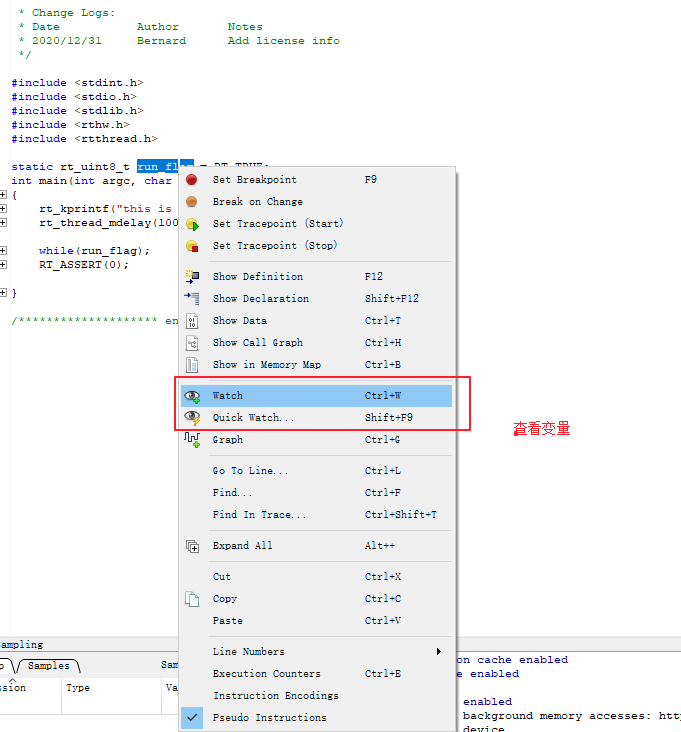 * Change Logs:
* Date Author Notes
* 2020/12/31 Bernard Add license info
*/
#include <stdint.h>
#include <stdio.h>
#include <stdlib.h>
#include <rthw.h>
#include <rtthread.h>
static rt_uint8_t run_fl = RT_TRUE;
int main(int argc, char
{
rt_kprintf("this is
rt_thread_mdelay(100
while(run_flag);
RT_ASSERT(0);
}
/******************** en
Set Breakpoint F9
Break on Change
Set Tracepoint (Start)
Set Tracepoint (Stop)
Show Definition F12
Show Declaration Shift+F12
Show Data Ctrl+T
Show Call Graph Ctrl+H
Show in Memory Map Ctrl+B
Watch Ctrl+W
Quick Watch... Shift+F9
Graph Ctrl+G
Go To Line... Ctrl+L
Find... Ctrl+F
Find In Trace... Ctrl+Shift+T
Expand All Alt++
Cut Ctrl+X
Copy Ctrl+C
Paste Ctrl+V
Line Numbers
Execution Counters Ctrl+E
Instruction Encodings
Pseudo Instructions
查看变量
Sampling
Samples Sam
ssion Type Va
on cache enabled
e enabled
enabled
background memory accesses: htt
device